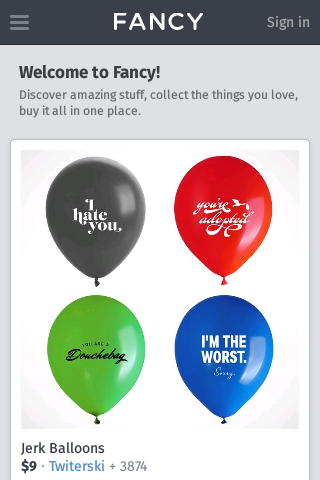 FANCY
Sign in
Welcome to Fancy!
Discover amazing stuff, collect the things you love,
buy it all in one place.
I
hate
you.
you're
adopted
YOU ARE A
Douchebag
I'M THE
WORST.
Sorry.
Jerk Balloons
$9 · Twiterski + 3874